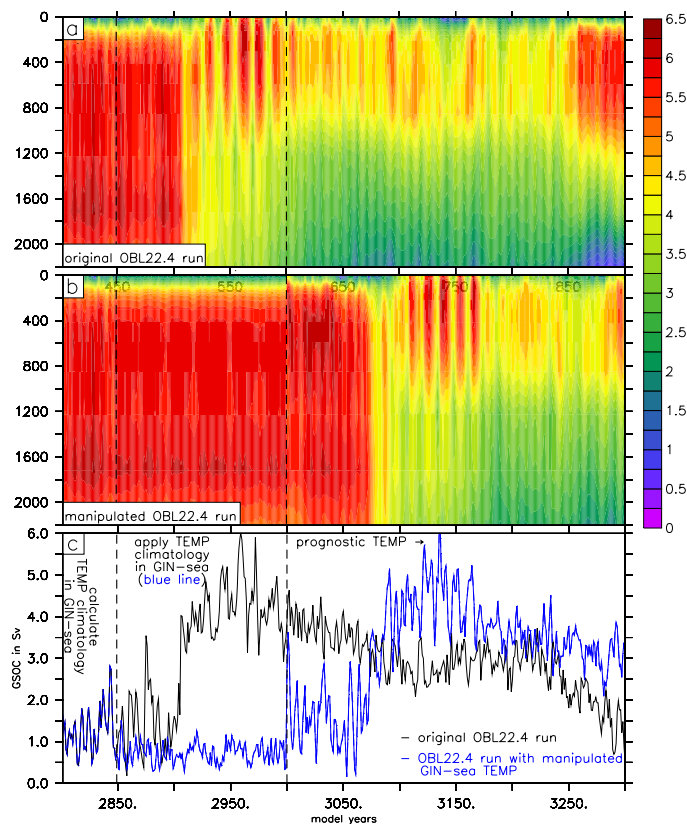 a
0
400
800
1200
1600
2000
original OBL22.4 run
b
450 550 650 750 850
0
400
800
1200
1600
2000
manipulated OBL22.4 run
6.5
6
5.5
5
4.5
4
3.5
3
2.5
2
1.5
1
0.5
0
c
6.0
5.0
4.0
3.0
2.0
1.0
0.0
GSOC in Sv
calculate
TEMP climatology
in GIN-sea
apply TEMP
climatology
in GIN-sea
(blue line)
prognostic TEMP →
– original OBL22.4 run
– OBL22.4 run with manipulated
GIN-sea TEMP
2850. 2950. 3050. 3150. 3250.
model years